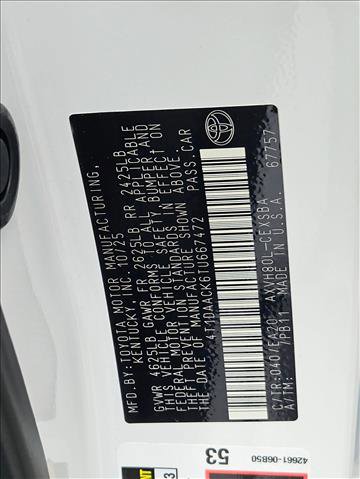 MFD.BY: TOYOTA MOTOR MANUFACTURING,
KENTUCKY, INC. 10/25
GVWR 4625LB GAWR FR 2625LB RR 2425LB
THIS VEHICLE CONFORMS TO ALL APPLICABLE
FEDERAL MOTOR VEHICLE SAFETY, BUMPER, AND
THEFT PREVENTION STANDARDS IN EFFECT ON
THE DATE OF MANUFACTURE SHOWN ABOVE.
4T1DAACK6TU667472 PASS.CAR
C/TR:040/EA20 AXVH80L-CEXSBA
A/TM: /PB11 MADE IN U.S.A. 67757
42661-06B50
53